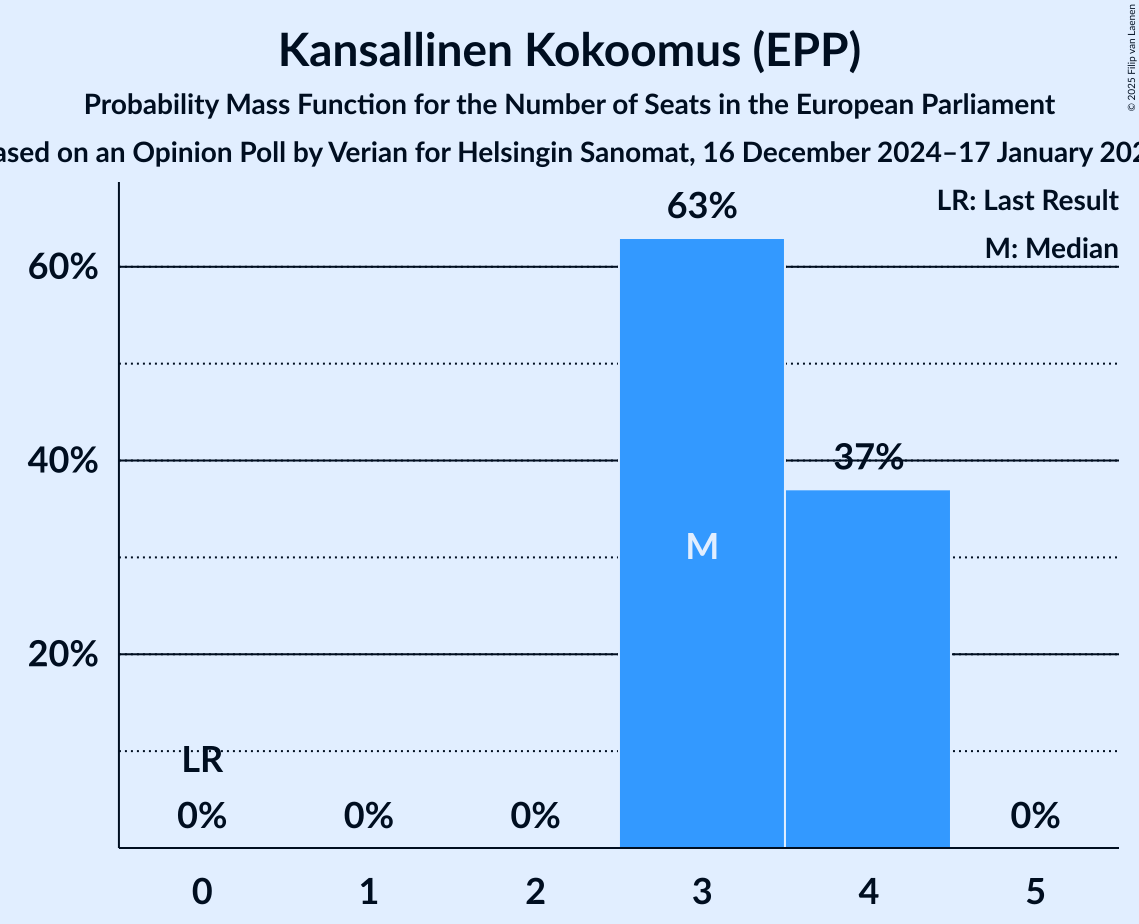 Kansallinen Kokoomus (EPP)
Probability Mass Function for the Number of Seats in the European Parliament
on an Opinion Poll by Verian for Helsingin Sanomat, 16 December 2024–17 January
© 2025 Filip van Laenen
LR: Last Result
M: Median
63%
60%
40%
37%
M
20%
LR
0% 0% 0% 0%
0 1 2 3 4 5